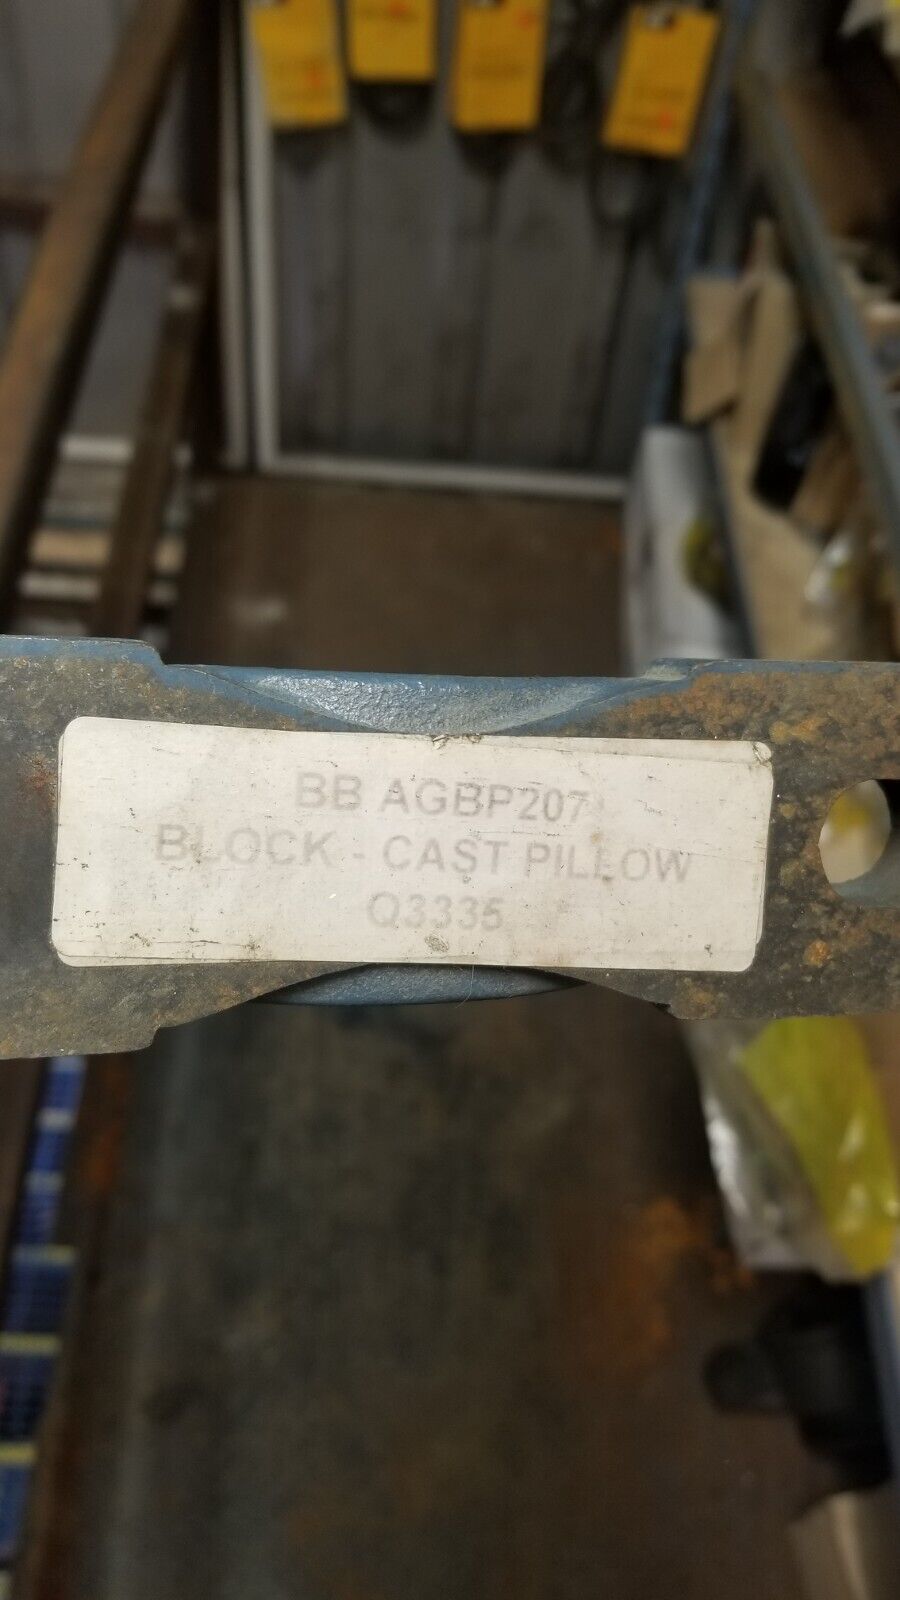 BB AGBP207
BLOCK - CAST PILLOW
Q3335